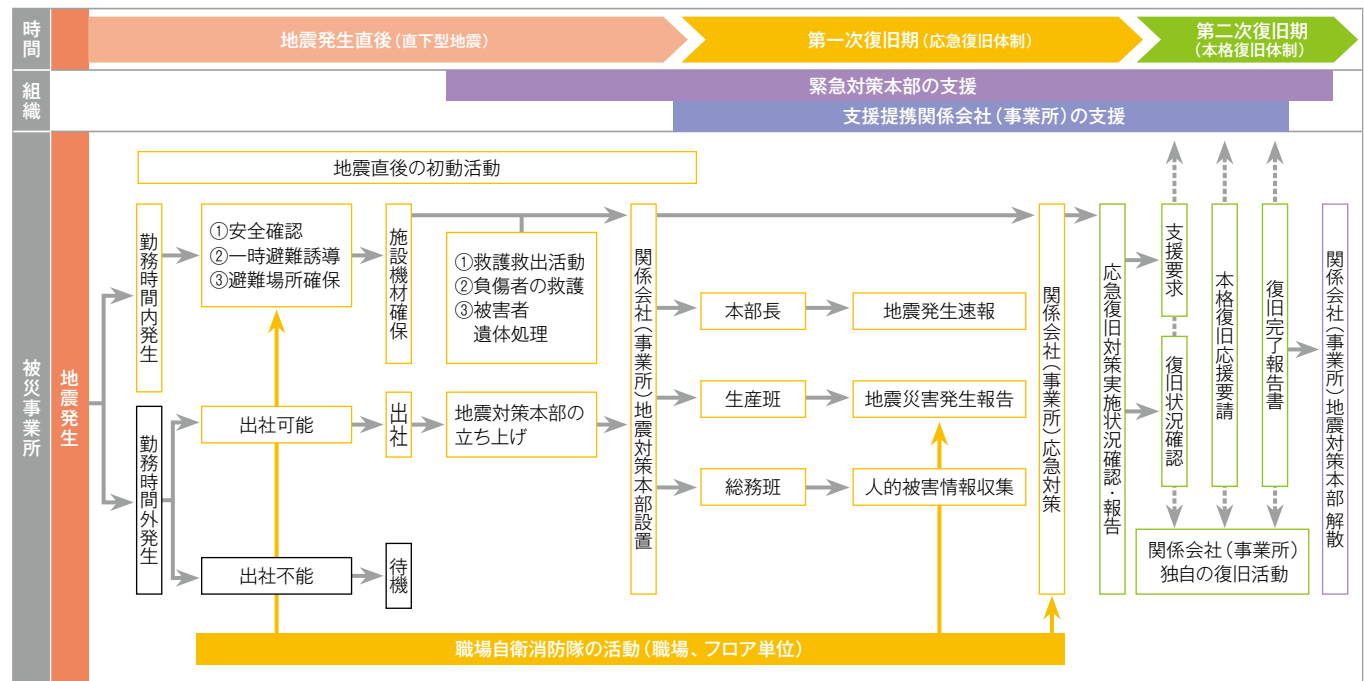 時間
地震発生直後(直下型地震)
第一次復旧期(応急復旧体制)
第二次復旧期
(本格復旧体制)
組織
緊急対策本部の支援
支援提携関係会社(事業所)の支援
被災事業所
地震発生
地震直後の初動活動
勤務時間内発生
①安全確認
②一時避難誘導
③避難場所確保
施設機材確保
①救護救出活動
②負傷者の救護
③被害者
遺体処理
勤務時間外発生
出社可能
出社
地震対策本部の
立ち上げ
出社不能
待機
関係会社(事業所)地震対策本部設置
本部長
地震発生速報
生産班
地震災害発生報告
総務班
人的被害情報収集
関係会社(事業所)応急対策
応急復旧対策実施状況確認・報告
支援要求
復旧状況確認
本格復旧応援要請
復旧完了報告書
関係会社(事業所)
独自の復旧活動
関係会社(事業所)地震対策本部 解散
職場自衛消防隊の活動(職場、フロア単位)